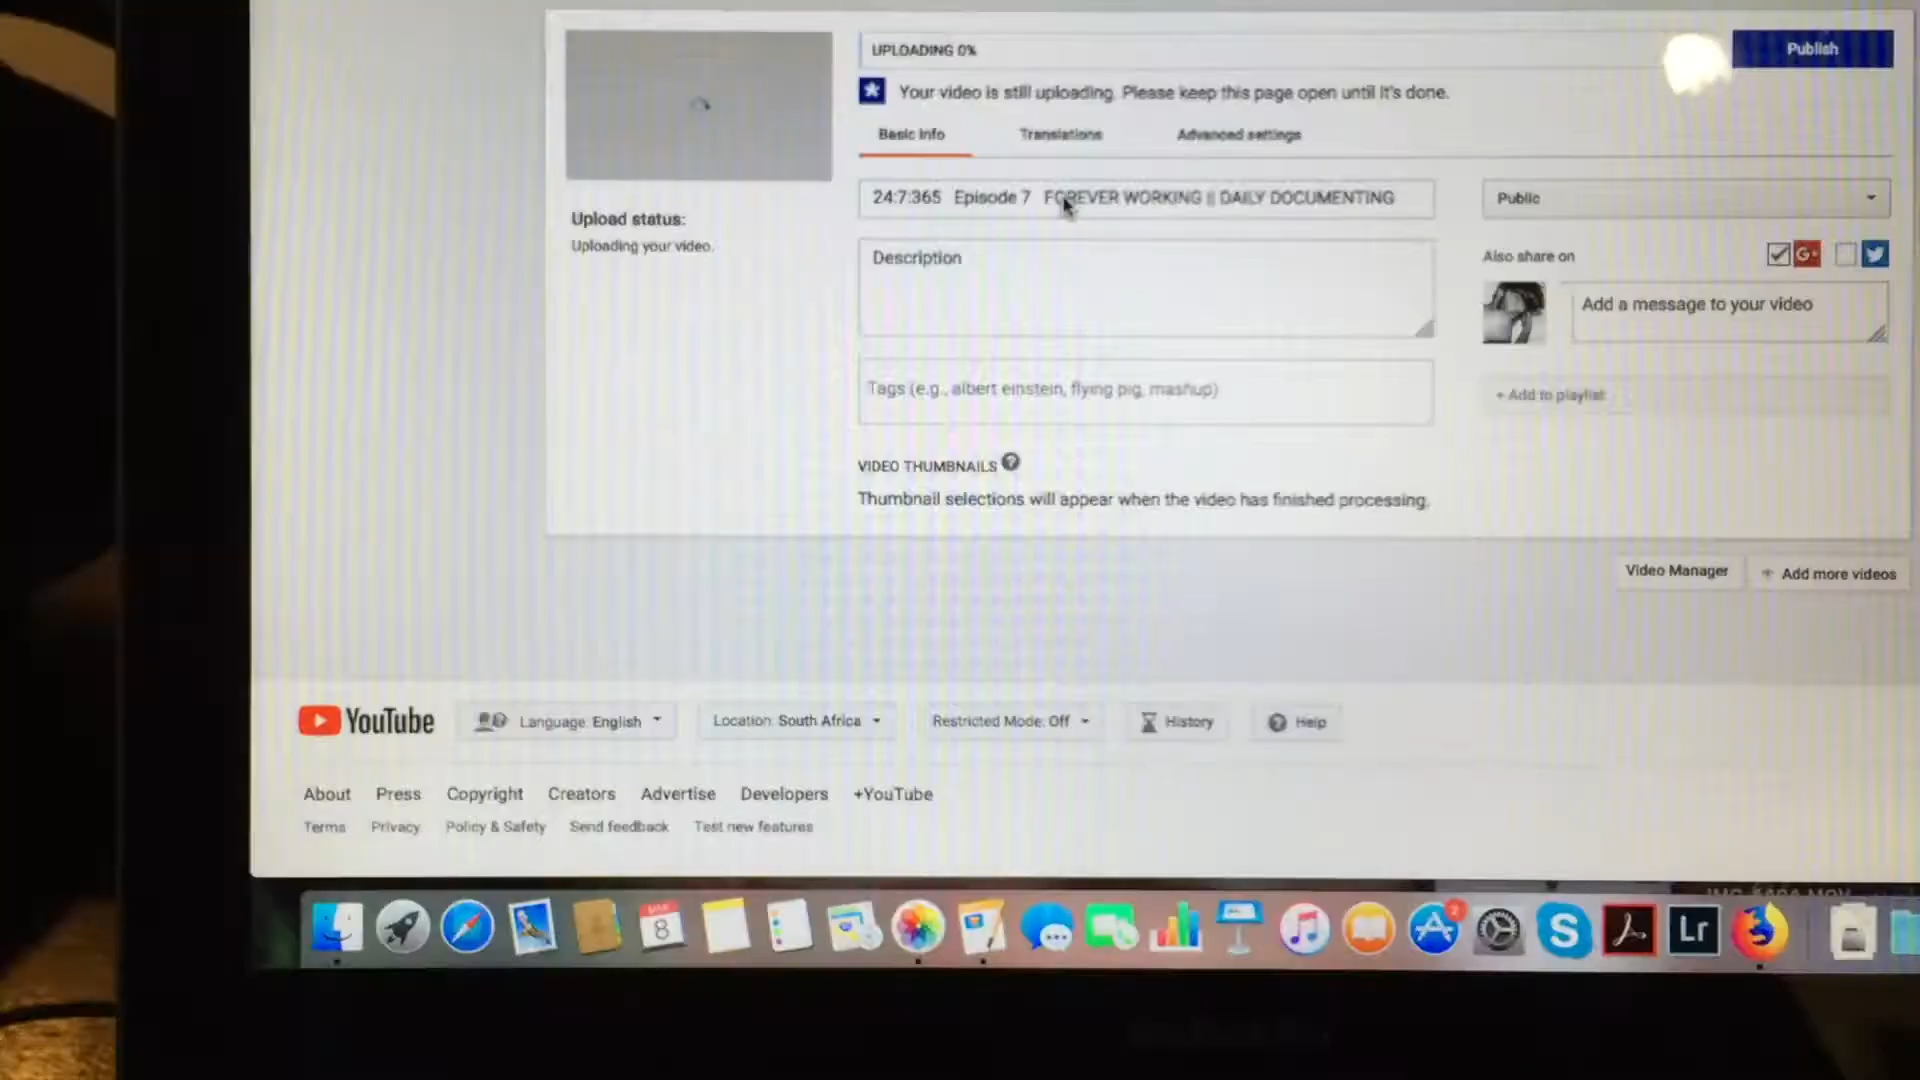 UPLOADING 0%
Publish
Your video is still uploading. Please keep this page open until it's done.
Basic info
Translations
Advanced settings
24:7:365 Episode 7 FOREVER WORKING || DAILY DOCUMENTING
Public
Upload status:
Uploading your video.
Description
Also share on
G+
Add a message to your video
Tags (e.g., albert einstein, flying pig, mashup)
+ Add to playlist
VIDEO THUMBNAILS ?
Thumbnail selections will appear when the video has finished processing.
Video Manager
+ Add more videos
YouTube
Language: English
Location: South Africa
Restricted Mode: Off
History
Help
About Press Copyright Creators Advertise Developers +YouTube
Terms Privacy Policy & Safety Send feedback Test new features
8
2
S
Lr